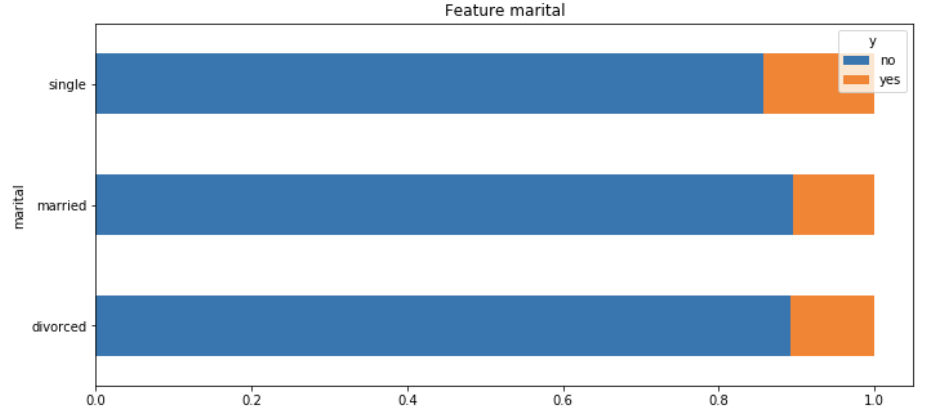 Feature marital
y
no
yes
single
married
divorced
marital
0.0 0.2 0.4 0.6 0.8 1.0